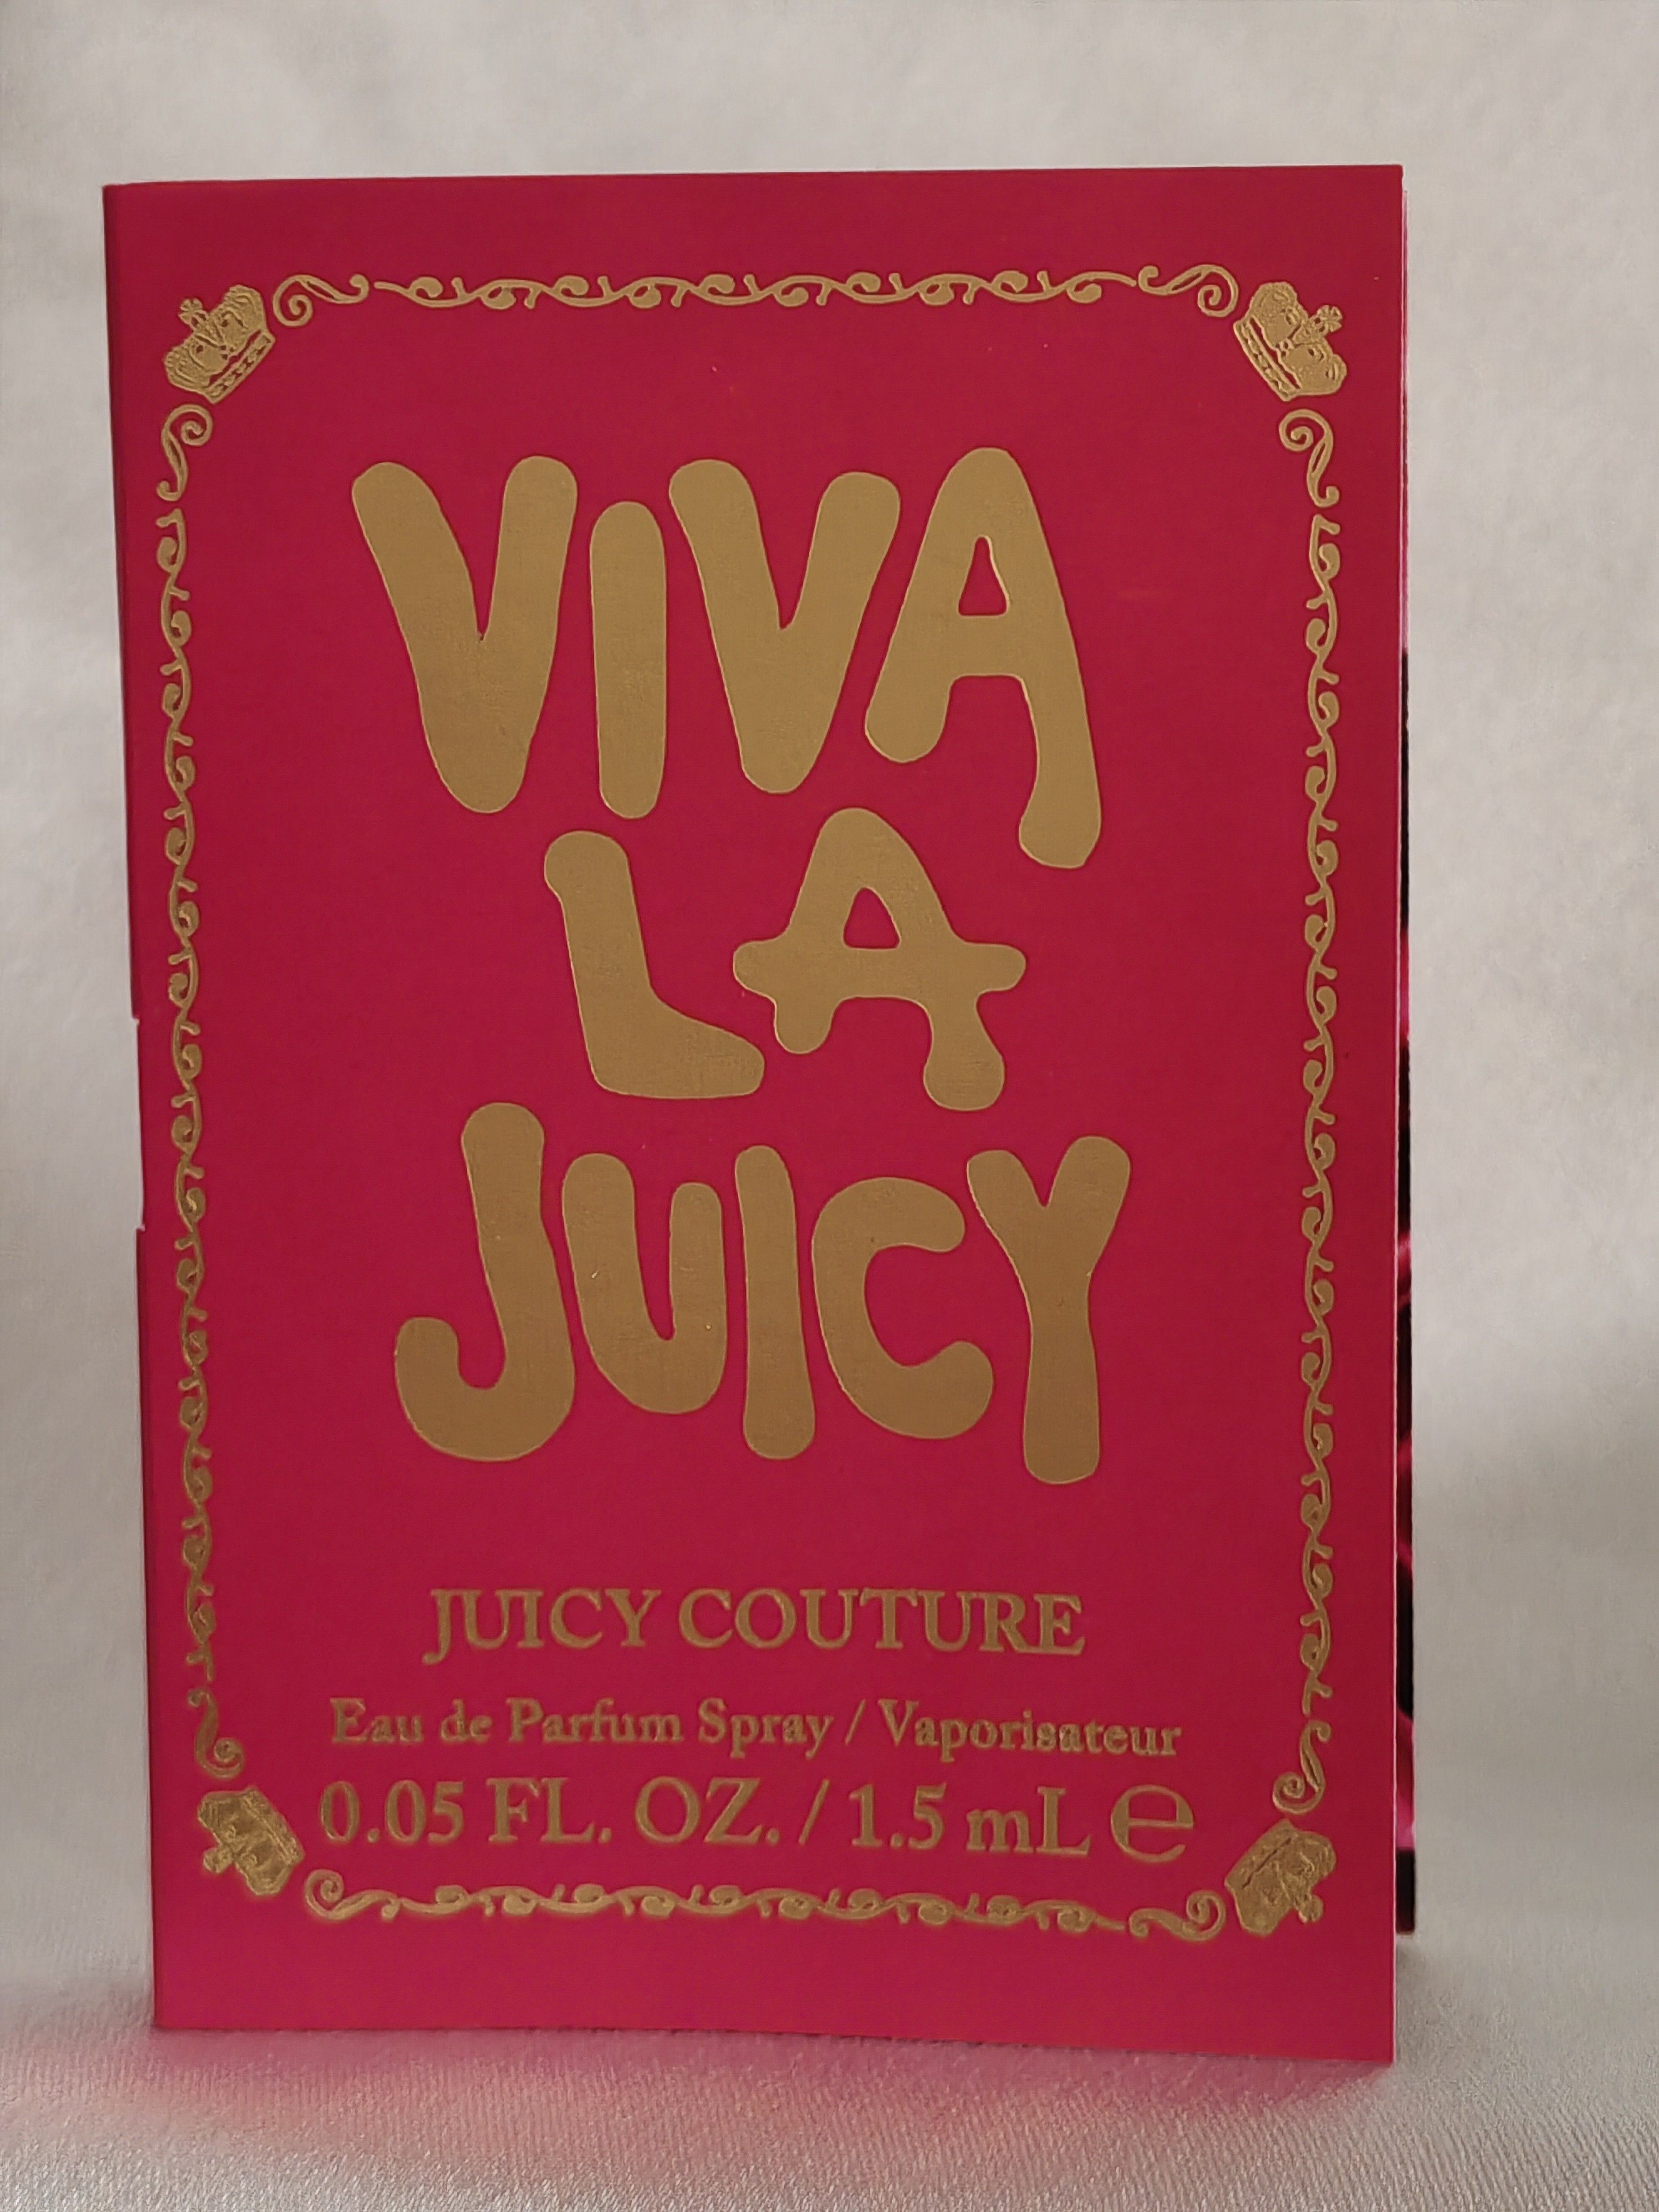 VIVA
LA
JUICY
JUICY COUTURE
Eau de Parfum Spray / Vaporisateur
0.05 FL. OZ. / 1.5 mL ℮